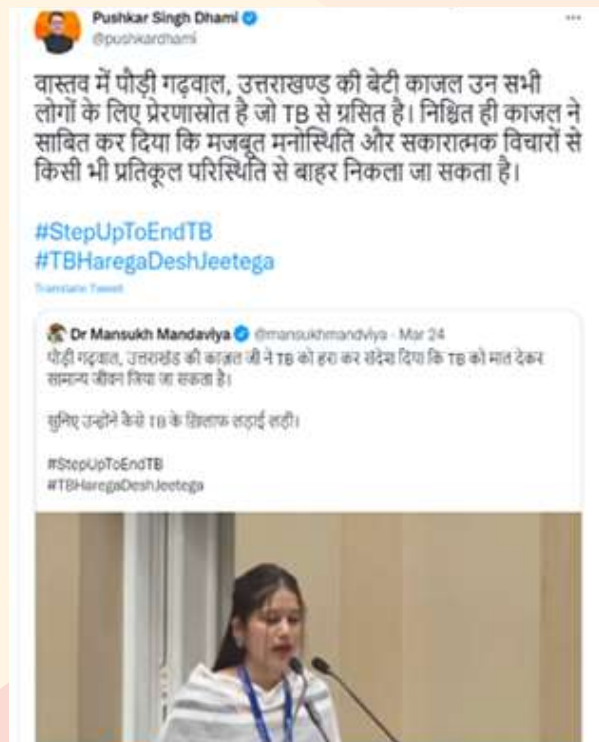 Pushkar Singh Dhami
@pushkardhami
वास्तव में पौड़ी गढ़वाल, उत्तराखण्ड की बेटी काजल उन सभी
लोगों के लिए प्रेरणास्रोत है जो TB से ग्रसित है। निश्चित ही काजल ने
साबित कर दिया कि मजबूत मनोस्थिति और सकारात्मक विचारों से
किसी भी प्रतिकूल परिस्थिति से बाहर निकला जा सकता है।
#StepUpToEndTB
#TBHaregaDeshJeetega
Translate Tweet
Dr Mansukh Mandaviya @mansukhmandviya · Mar 24
पौड़ी गढ़वाल, उत्तराखंड की काजल जी ने TB को हरा कर संदेश दिया कि TB को मात देकर
सामान्य जीवन जिया जा सकता है।
सुनिए उन्होंने कैसे TB के ख़िलाफ लड़ाई लड़ी।
#StepUpToEndTB
#TBHaregaDeshJeetega